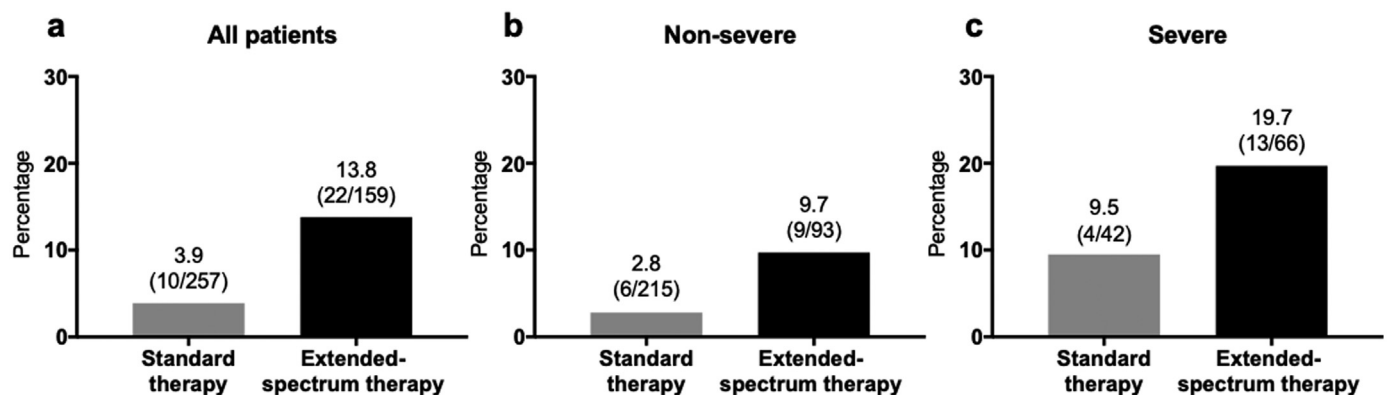 a
All patients
Percentage
30
20
10
0
3.9
(10/257)
13.8
(22/159)
Standard
therapy
Extended-
spectrum therapy
b
Non-severe
Percentage
30
20
10
0
2.8
(6/215)
9.7
(9/93)
Standard
therapy
Extended-
spectrum therapy
c
Severe
Percentage
30
20
10
0
9.5
(4/42)
19.7
(13/66)
Standard
therapy
Extended-
spectrum therapy